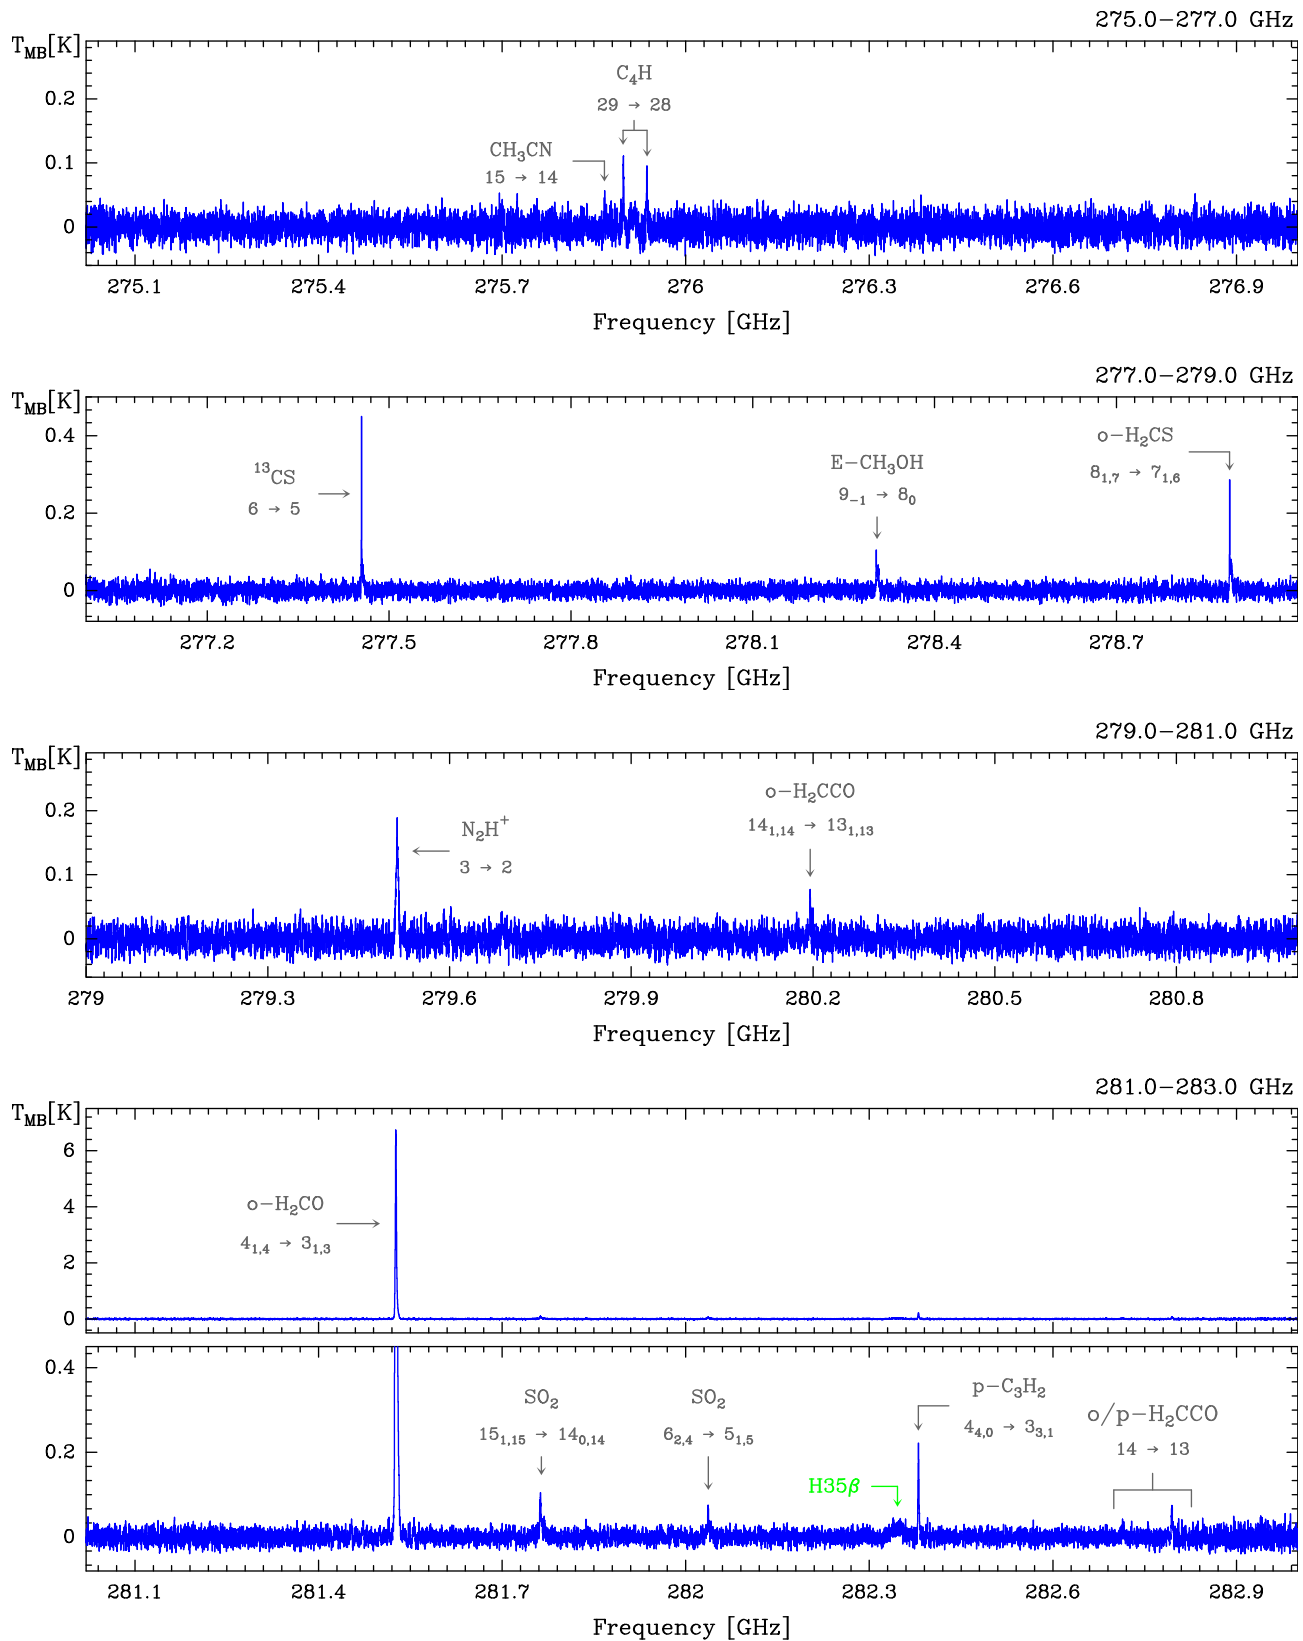 275.0−277.0 GHz
T_MB[K]
C₄H
29 → 28
CH₃CN
15 → 14
0.2
0.1
0
275.1 275.4 275.7 276 276.3 276.6 276.9
Frequency [GHz]
277.0−279.0 GHz
T_MB[K]
o−H₂CS
8₁,₇ → 7₁,₆
E−CH₃OH
9₋₁ → 8₀
¹³CS
6 → 5
0.4
0.2
0
277.2 277.5 277.8 278.1 278.4 278.7
Frequency [GHz]
279.0−281.0 GHz
T_MB[K]
o−H₂CCO
14₁,₁₄ → 13₁,₁₃
N₂H⁺
3 → 2
0.2
0.1
0
279 279.3 279.6 279.9 280.2 280.5 280.8
Frequency [GHz]
281.0−283.0 GHz
T_MB[K]
o−H₂CO
4₁,₄ → 3₁,₃
6
4
2
0
SO₂
15₁,₁₅ → 14₀,₁₄
SO₂
6₂,₄ → 5₁,₅
H35β
p−C₃H₂
4₄,₀ → 3₃,₁
o/p−H₂CCO
14 → 13
0.4
0.2
0
281.1 281.4 281.7 282 282.3 282.6 282.9
Frequency [GHz]